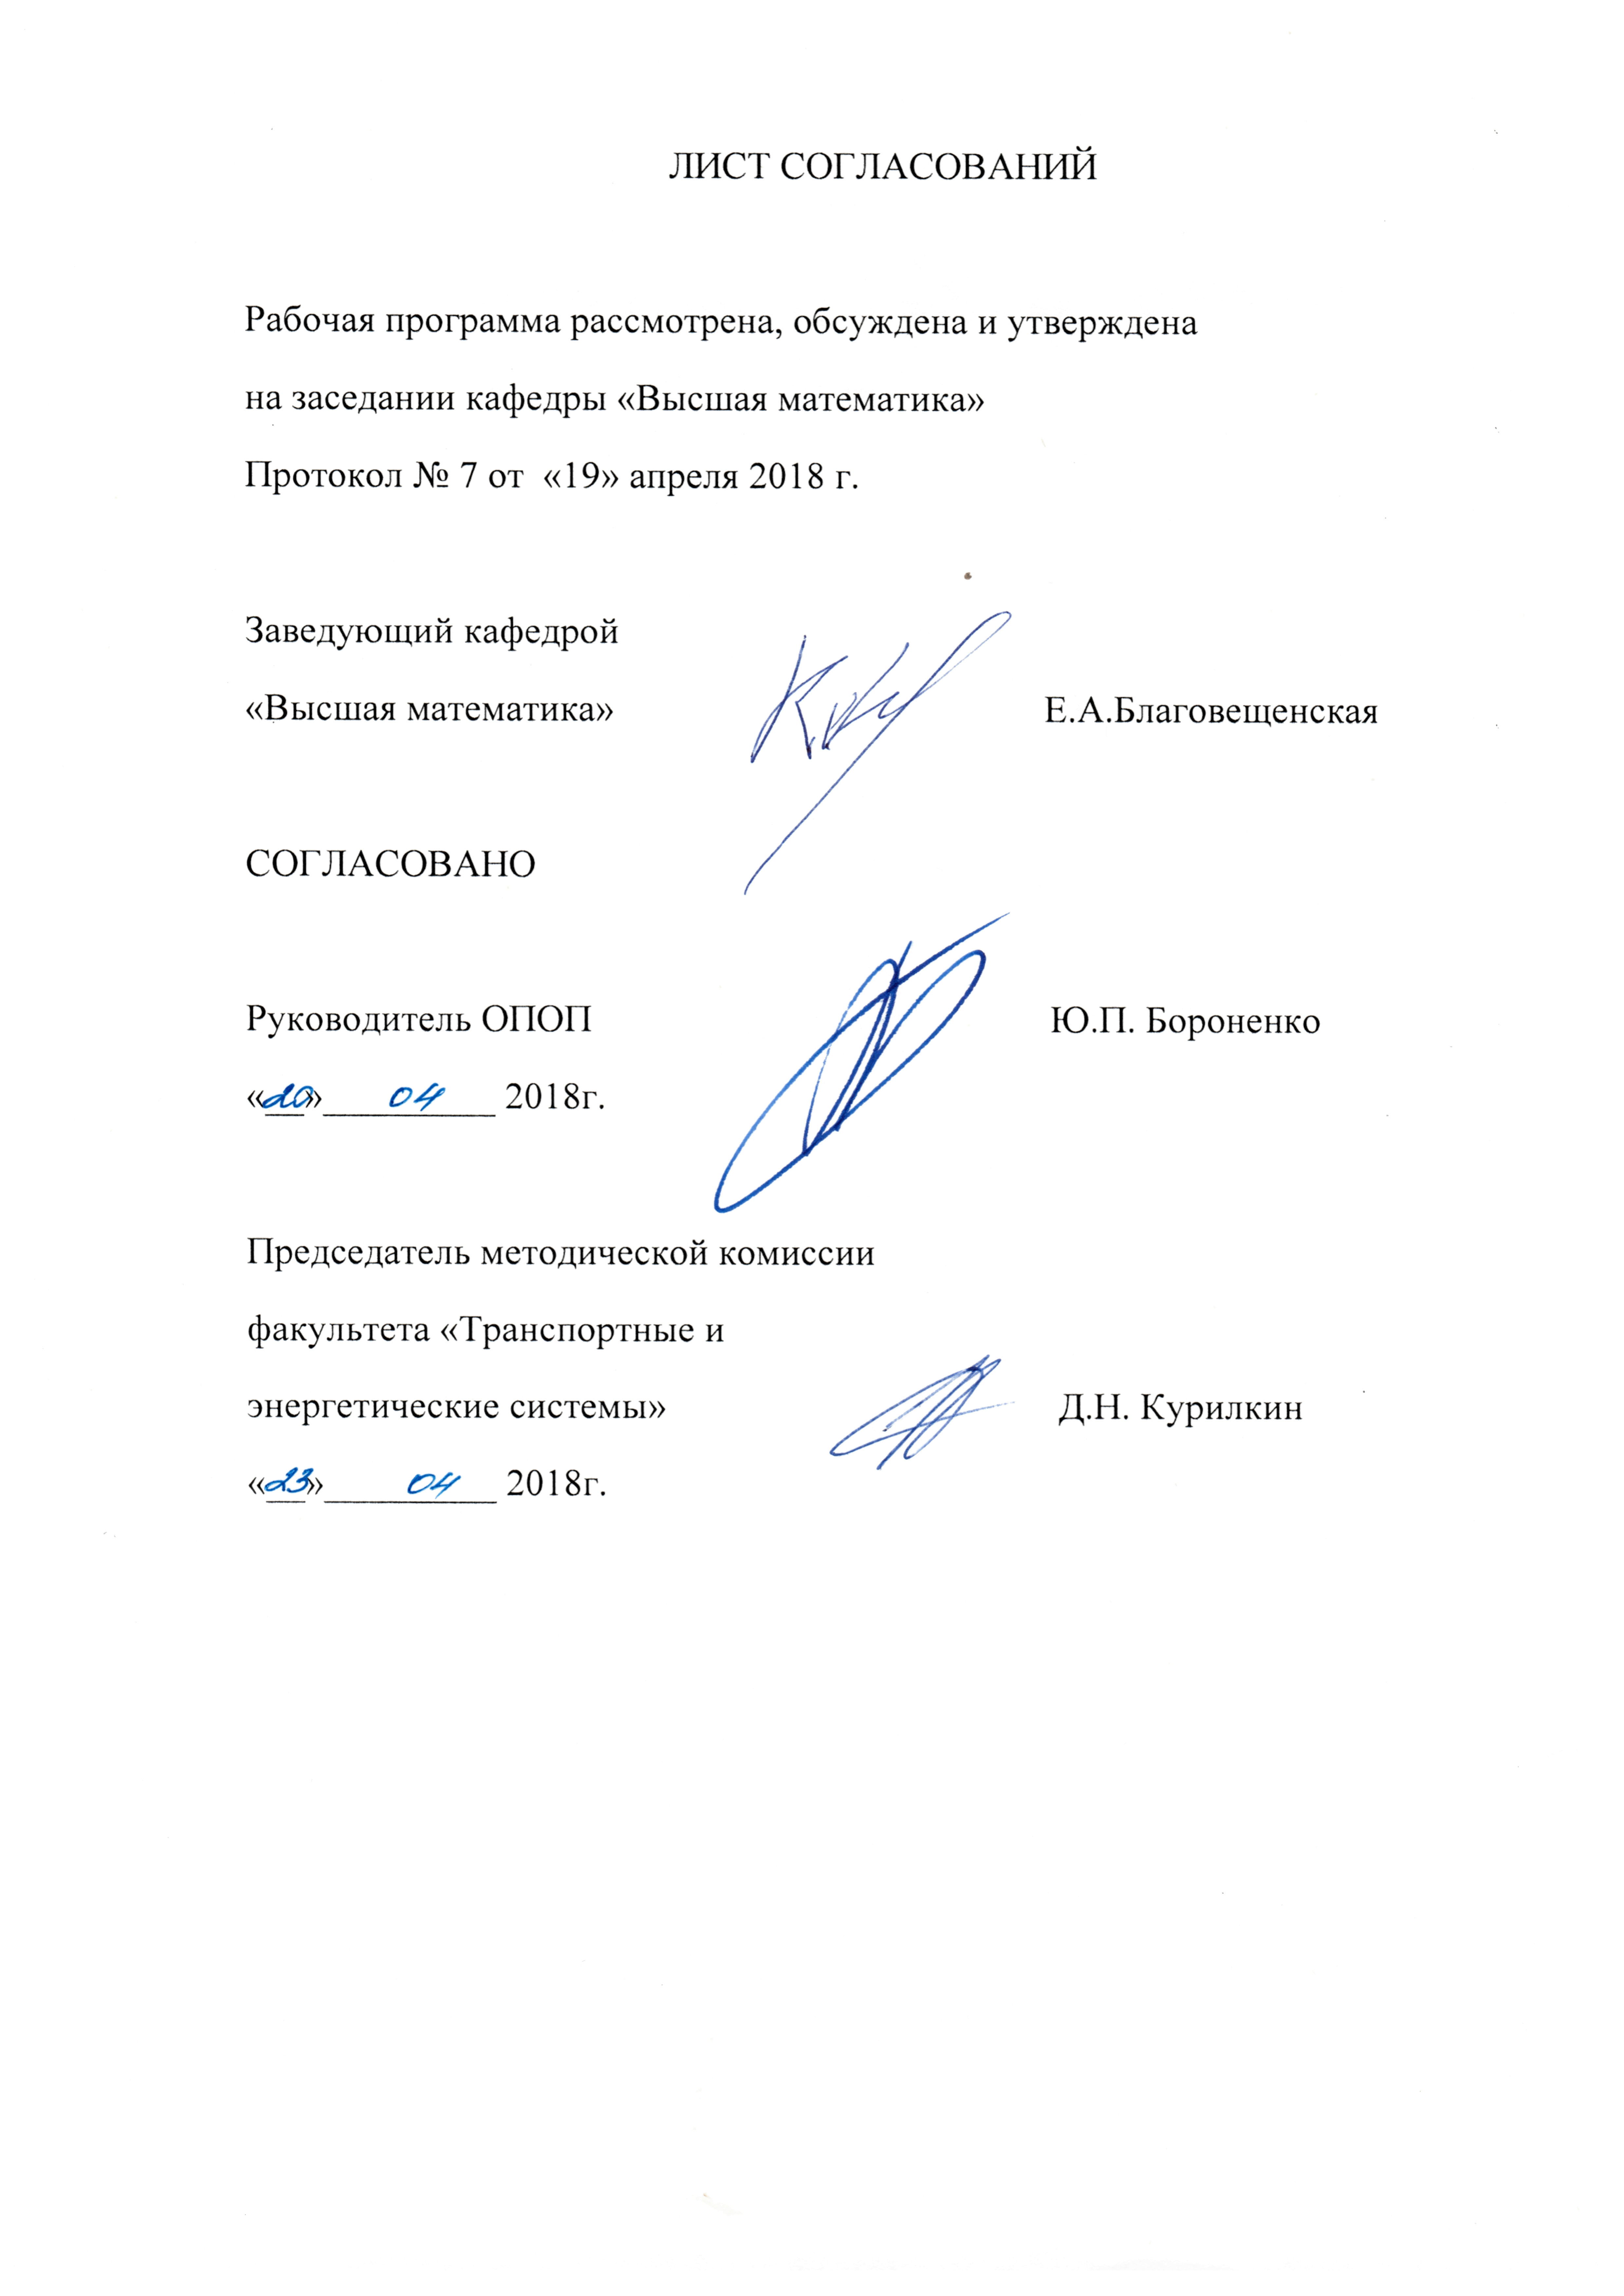 ЛИСТ СОГЛАСОВАНИЙ
Рабочая программа рассмотрена, обсуждена и утверждена
на заседании кафедры «Высшая математика»
Протокол № 7 от «19» апреля 2018 г.
Заведующий кафедрой
«Высшая математика» Е.А.Благовещенская
СОГЛАСОВАНО
Руководитель ОПОП Ю.П. Бороненко
«20» 04 2018г.
Председатель методической комиссии
факультета «Транспортные и
энергетические системы» Д.Н. Курилкин
«23» 04 2018г.